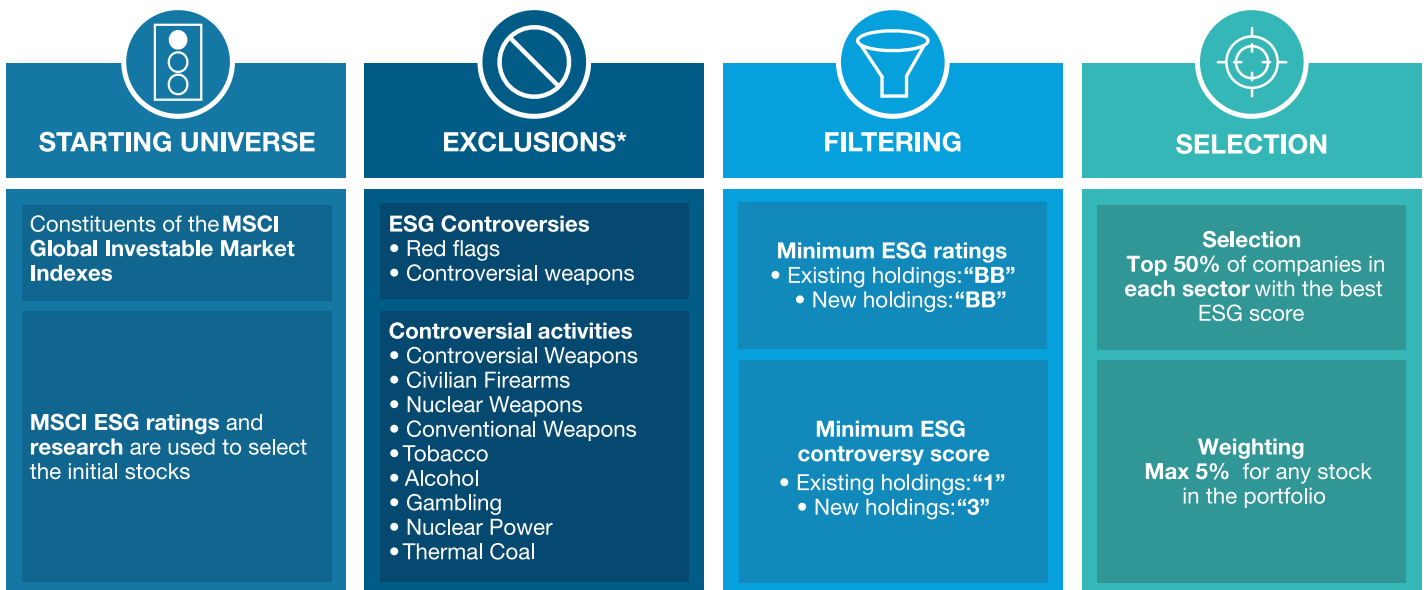 STARTING UNIVERSE
Constituents of the MSCI
Global Investable Market
Indexes
MSCI ESG ratings and
research are used to select
the initial stocks
EXCLUSIONS*
ESG Controversies
• Red flags
• Controversial weapons
Controversial activities
• Controversial Weapons
• Civilian Firearms
• Nuclear Weapons
• Conventional Weapons
• Tobacco
• Alcohol
• Gambling
• Nuclear Power
• Thermal Coal
FILTERING
Minimum ESG ratings
• Existing holdings: “BB”
• New holdings: “BB”
Minimum ESG
controversy score
• Existing holdings: “1”
• New holdings: “3”
SELECTION
Selection
Top 50% of companies in
each sector with the best
ESG score
Weighting
Max 5% for any stock
in the portfolio